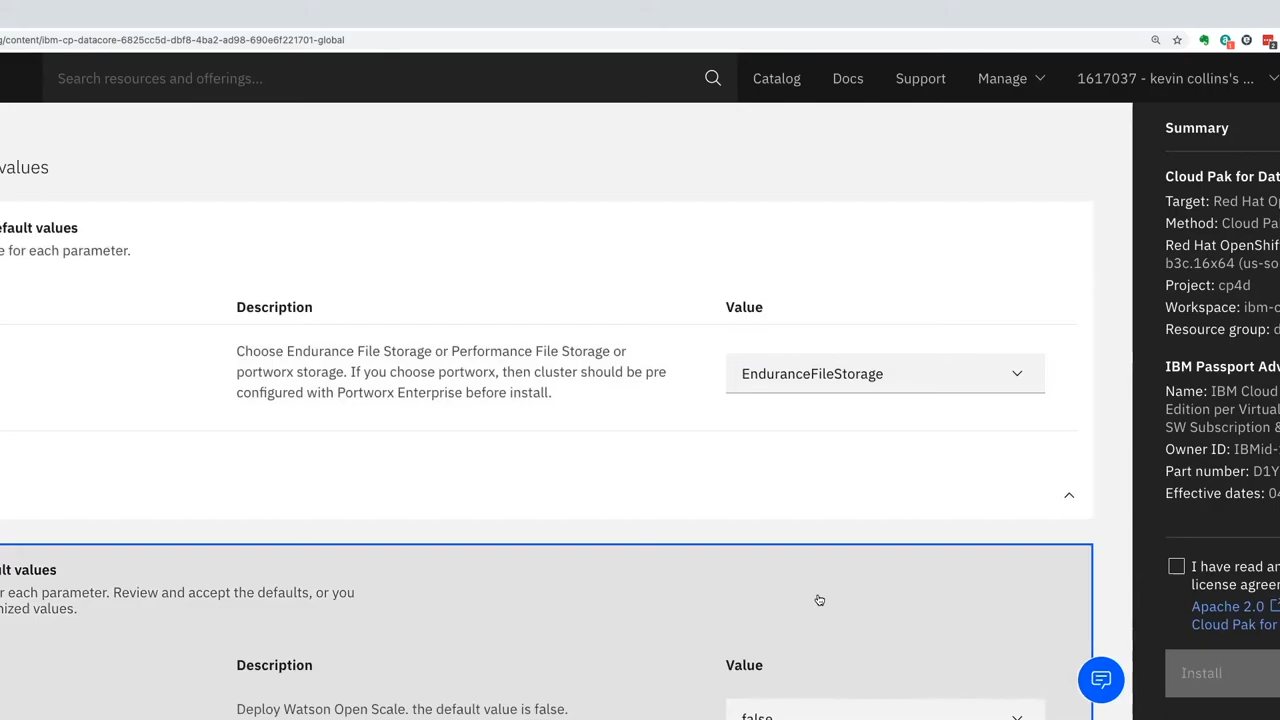 g/content/ibm-cp-datacore-6825cc5d-dbf8-4ba2-ad98-690e6f221701-global
Search resources and offerings...
Catalog
Docs
Support
Manage
1617037 - kevin collins's ...
values
efault values
e for each parameter.
Description
Value
Choose Endurance File Storage or Performance File Storage or
portworx storage. If you choose portworx, then cluster should be pre
configured with Portworx Enterprise before install.
EnduranceFileStorage
ult values
r each parameter. Review and accept the defaults, or you
nized values.
Description
Value
Deploy Watson Open Scale. the default value is false.
false
Summary
Cloud Pak for Dat
Target: Red Hat O
Method: Cloud Pa
Red Hat OpenShif
b3c.16x64 (us-so
Project: cp4d
Workspace: ibm-c
Resource group: d
IBM Passport Adv
Name: IBM Cloud
Edition per Virtual
SW Subscription &
Owner ID: IBMid-
Part number: D1Y
Effective dates: 04
I have read an
license agree
Apache 2.0
Cloud Pak for
Install